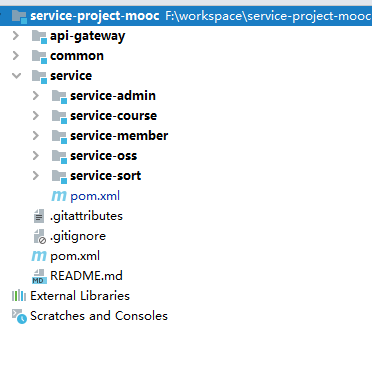 service-project-mooc F:\workspace\service-project-mooc
api-gateway
common
service
service-admin
service-course
service-member
service-oss
service-sort
m pom.xml
.gitattributes
.gitignore
m pom.xml
MD README.md
External Libraries
Scratches and Consoles